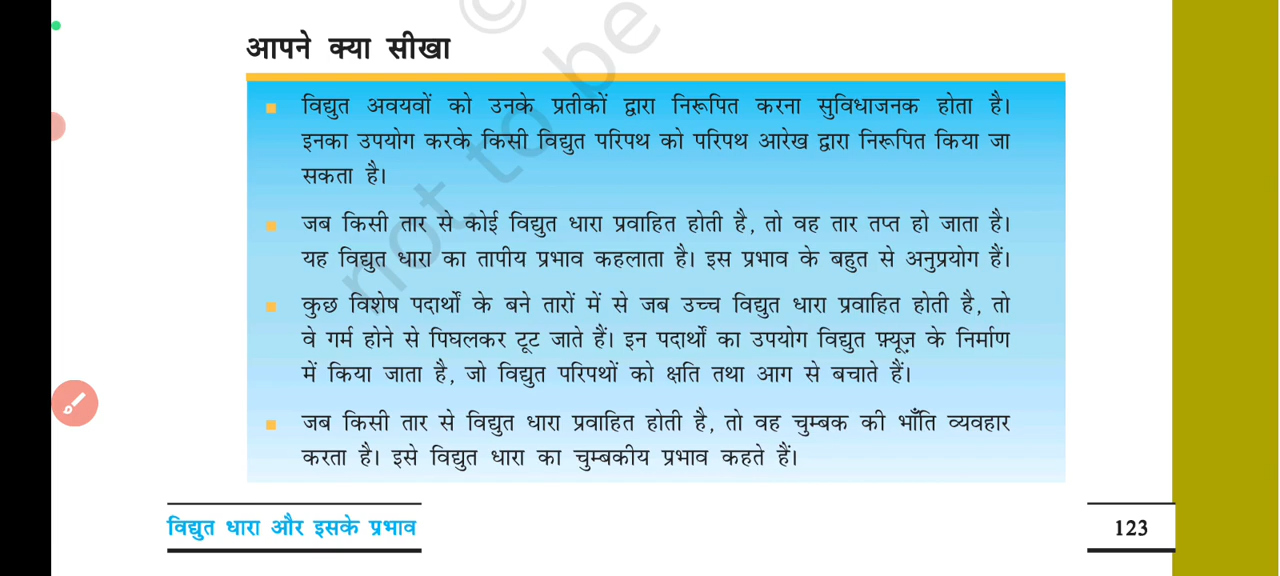 आपने क्या सीखा
विद्युत अवयवों को उनके प्रतीकों द्वारा निरूपित करना सुविधाजनक होता है।
इनका उपयोग करके किसी विद्युत परिपथ को परिपथ आरेख द्वारा निरूपित किया जा
सकता है।
जब किसी तार से कोई विद्युत धारा प्रवाहित होती है, तो वह तार तप्त हो जाता है।
यह विद्युत धारा का तापीय प्रभाव कहलाता है। इस प्रभाव के बहुत से अनुप्रयोग हैं।
कुछ विशेष पदार्थों के बने तारों में से जब उच्च विद्युत धारा प्रवाहित होती है, तो
वे गर्म होने से पिघलकर टूट जाते हैं। इन पदार्थों का उपयोग विद्युत फ़्यूज़ के निर्माण
में किया जाता है, जो विद्युत परिपथों को क्षति तथा आग से बचाते हैं।
जब किसी तार से विद्युत धारा प्रवाहित होती है, तो वह चुम्बक की भाँति व्यवहार
करता है। इसे विद्युत धारा का चुम्बकीय प्रभाव कहते हैं।
विद्युत धारा और इसके प्रभाव
123
©
not to be